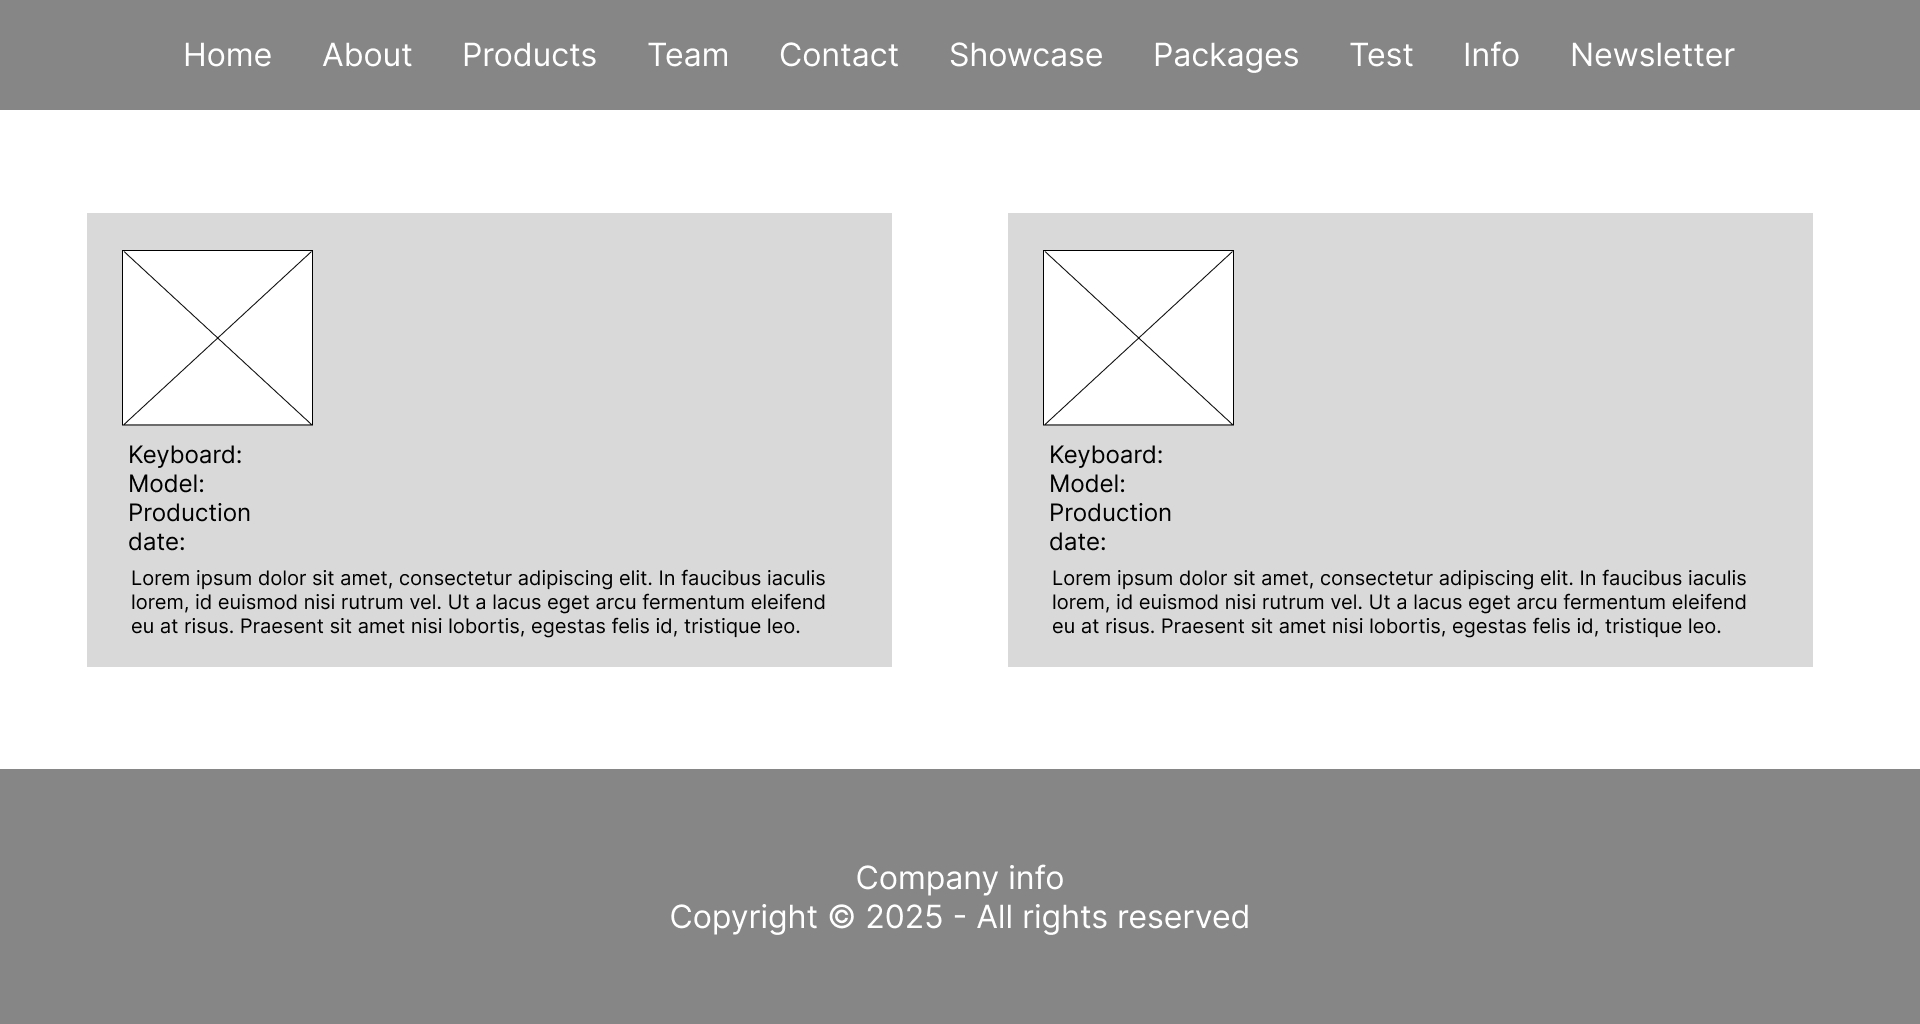 Home About Products Team Contact Showcase Packages Test Info Newsletter
Keyboard:
Model:
Production
date:
Lorem ipsum dolor sit amet, consectetur adipiscing elit. In faucibus iaculis
lorem, id euismod nisi rutrum vel. Ut a lacus eget arcu fermentum eleifend
eu at risus. Praesent sit amet nisi lobortis, egestas felis id, tristique leo.
Keyboard:
Model:
Production
date:
Lorem ipsum dolor sit amet, consectetur adipiscing elit. In faucibus iaculis
lorem, id euismod nisi rutrum vel. Ut a lacus eget arcu fermentum eleifend
eu at risus. Praesent sit amet nisi lobortis, egestas felis id, tristique leo.
Company info
Copyright © 2025 - All rights reserved